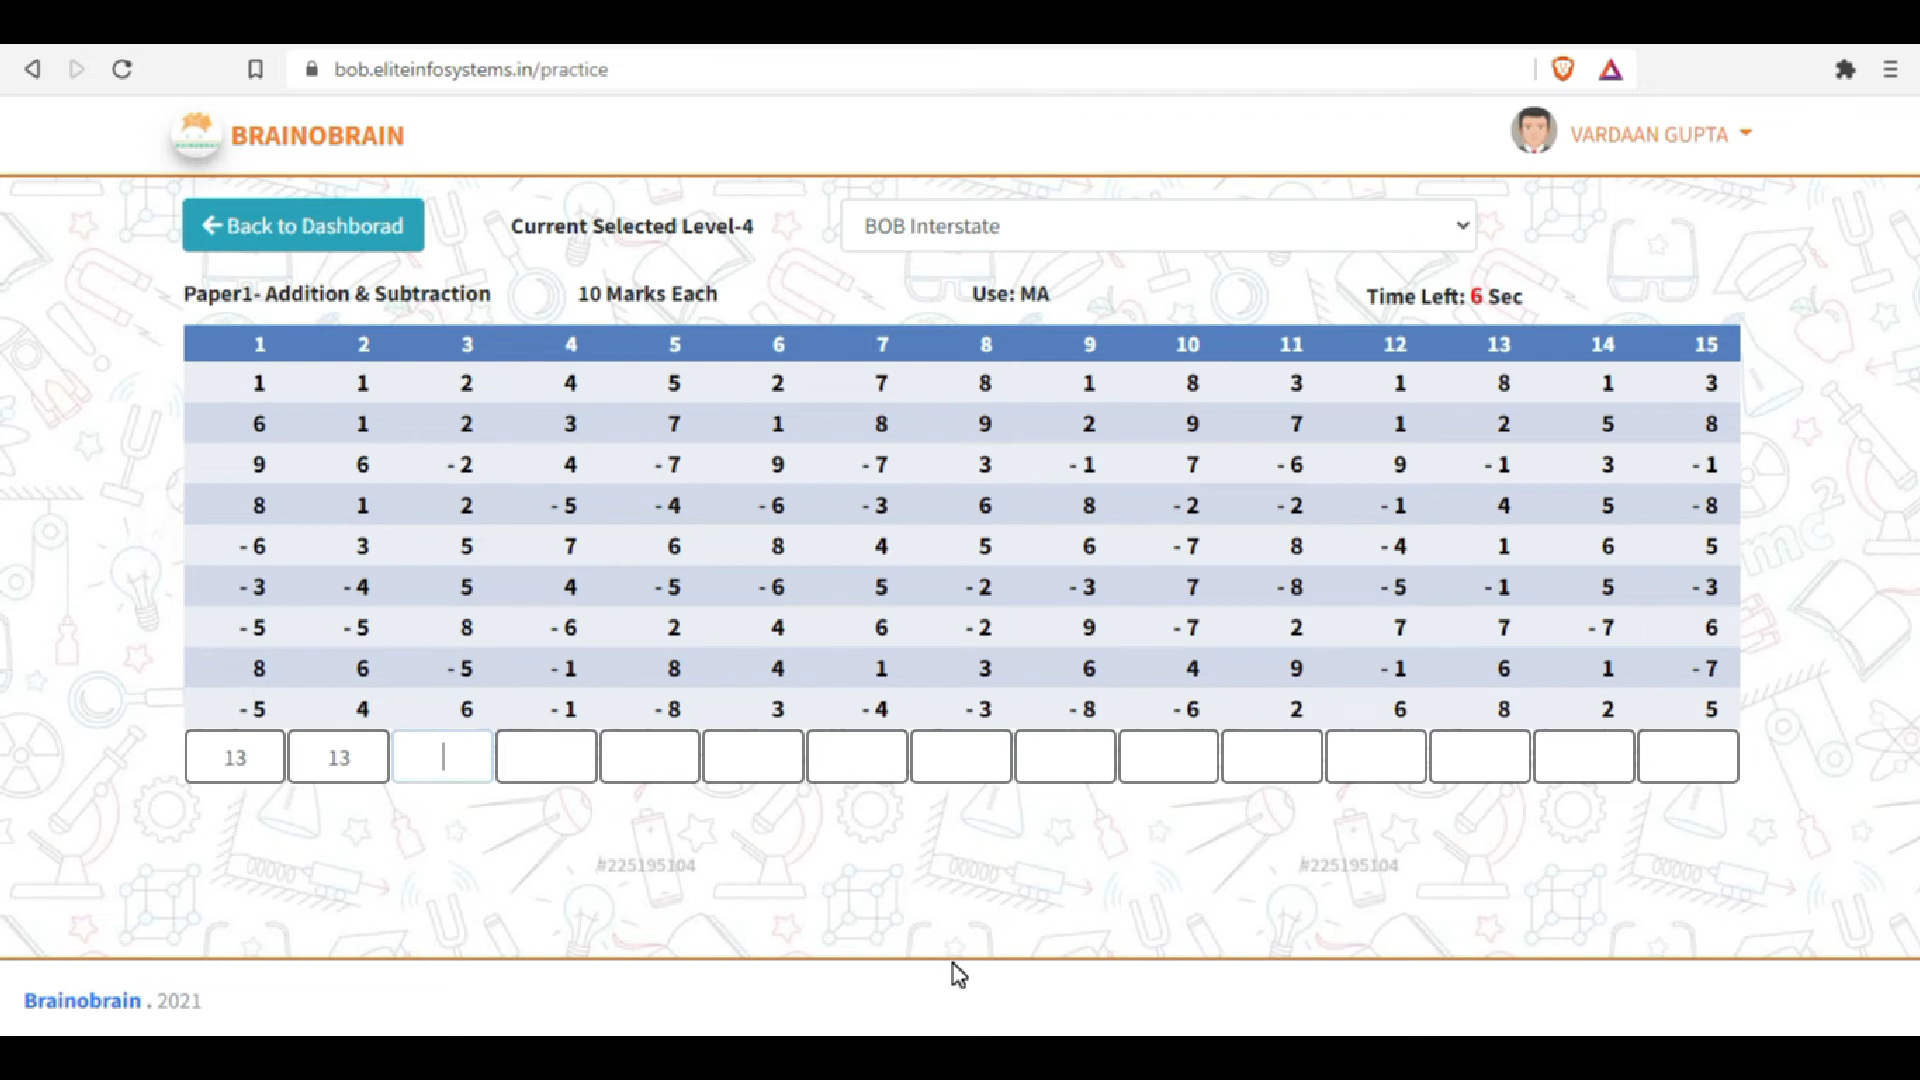 bob.eliteinfosystems.in/practice
BRAINOBRAIN
VARDAAN GUPTA
Back to Dashborad
Current Selected Level-4
BOB Interstate
Paper1- Addition & Subtraction
10 Marks Each
Use: MA
Time Left: 6 Sec
1 2 3 4 5 6 7 8 9 10 11 12 13 14 15
1 1 2 4 5 2 7 8 1 8 3 1 8 1 3
6 1 2 3 7 1 8 9 2 9 7 1 2 5 8
9 6 - 2 4 - 7 9 - 7 3 - 1 7 - 6 9 - 1 3 - 1
8 1 2 - 5 - 4 - 6 - 3 6 8 - 2 - 2 - 1 4 5 - 8
- 6 3 5 7 6 8 4 5 6 - 7 8 - 4 1 6 5
- 3 - 4 5 4 - 5 - 6 5 - 2 - 3 7 - 8 - 5 - 1 5 - 3
- 5 - 5 8 - 6 2 4 6 - 2 9 - 7 2 7 7 - 7 6
8 6 - 5 - 1 8 4 1 3 6 4 9 - 1 6 1 - 7
- 5 4 6 - 1 - 8 3 - 4 - 3 - 8 - 6 2 6 8 2 5
13 13
#225195104 #225195104
Brainobrain . 2021